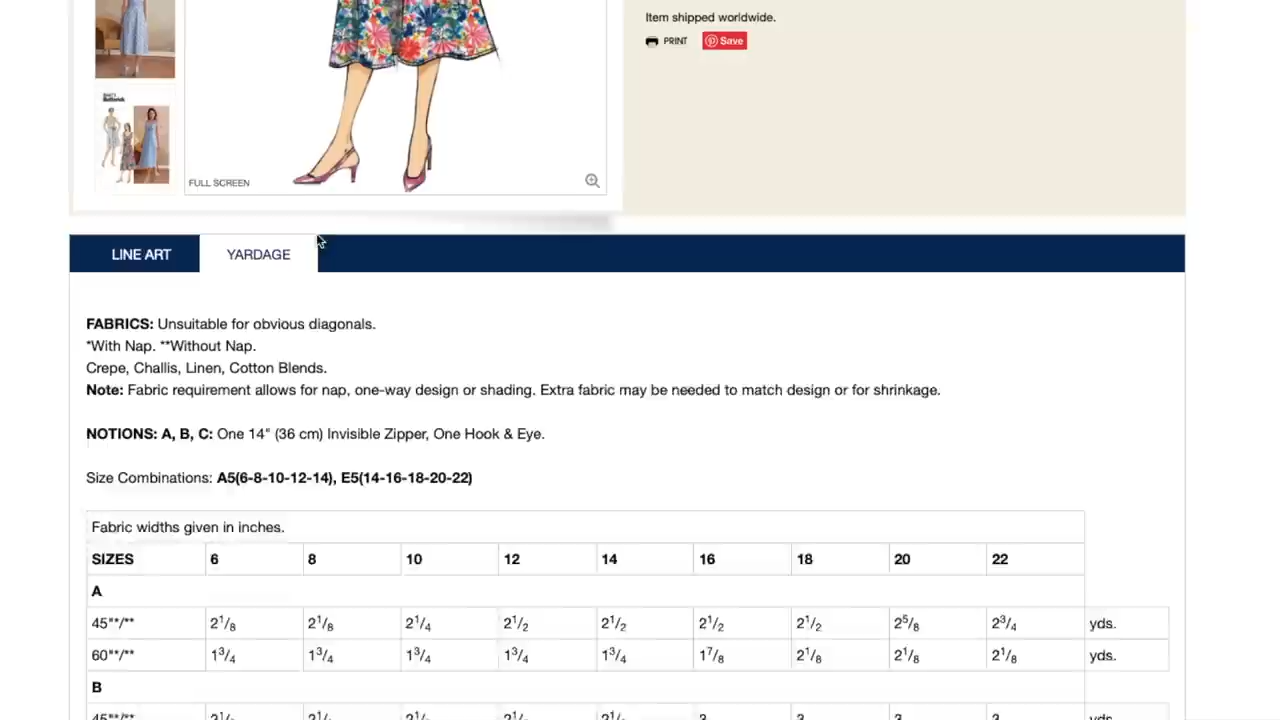 Item shipped worldwide.
PRINT Save
Butterick
FULL SCREEN
LINE ART YARDAGE
FABRICS: Unsuitable for obvious diagonals.
*With Nap. **Without Nap.
Crepe, Challis, Linen, Cotton Blends.
Note: Fabric requirement allows for nap, one-way design or shading. Extra fabric may be needed to match design or for shrinkage.
NOTIONS: A, B, C: One 14" (36 cm) Invisible Zipper, One Hook & Eye.
Size Combinations: A5(6-8-10-12-14), E5(14-16-18-20-22)
Fabric widths given in inches.
SIZES 6 8 10 12 14 16 18 20 22
A
45"*/** 2 1/8 2 1/8 2 1/4 2 1/2 2 1/2 2 1/2 2 1/2 2 5/8 2 3/4 yds.
60"*/** 1 3/4 1 3/4 1 3/4 1 3/4 1 3/4 1 7/8 2 1/8 2 1/8 2 1/8 yds.
B